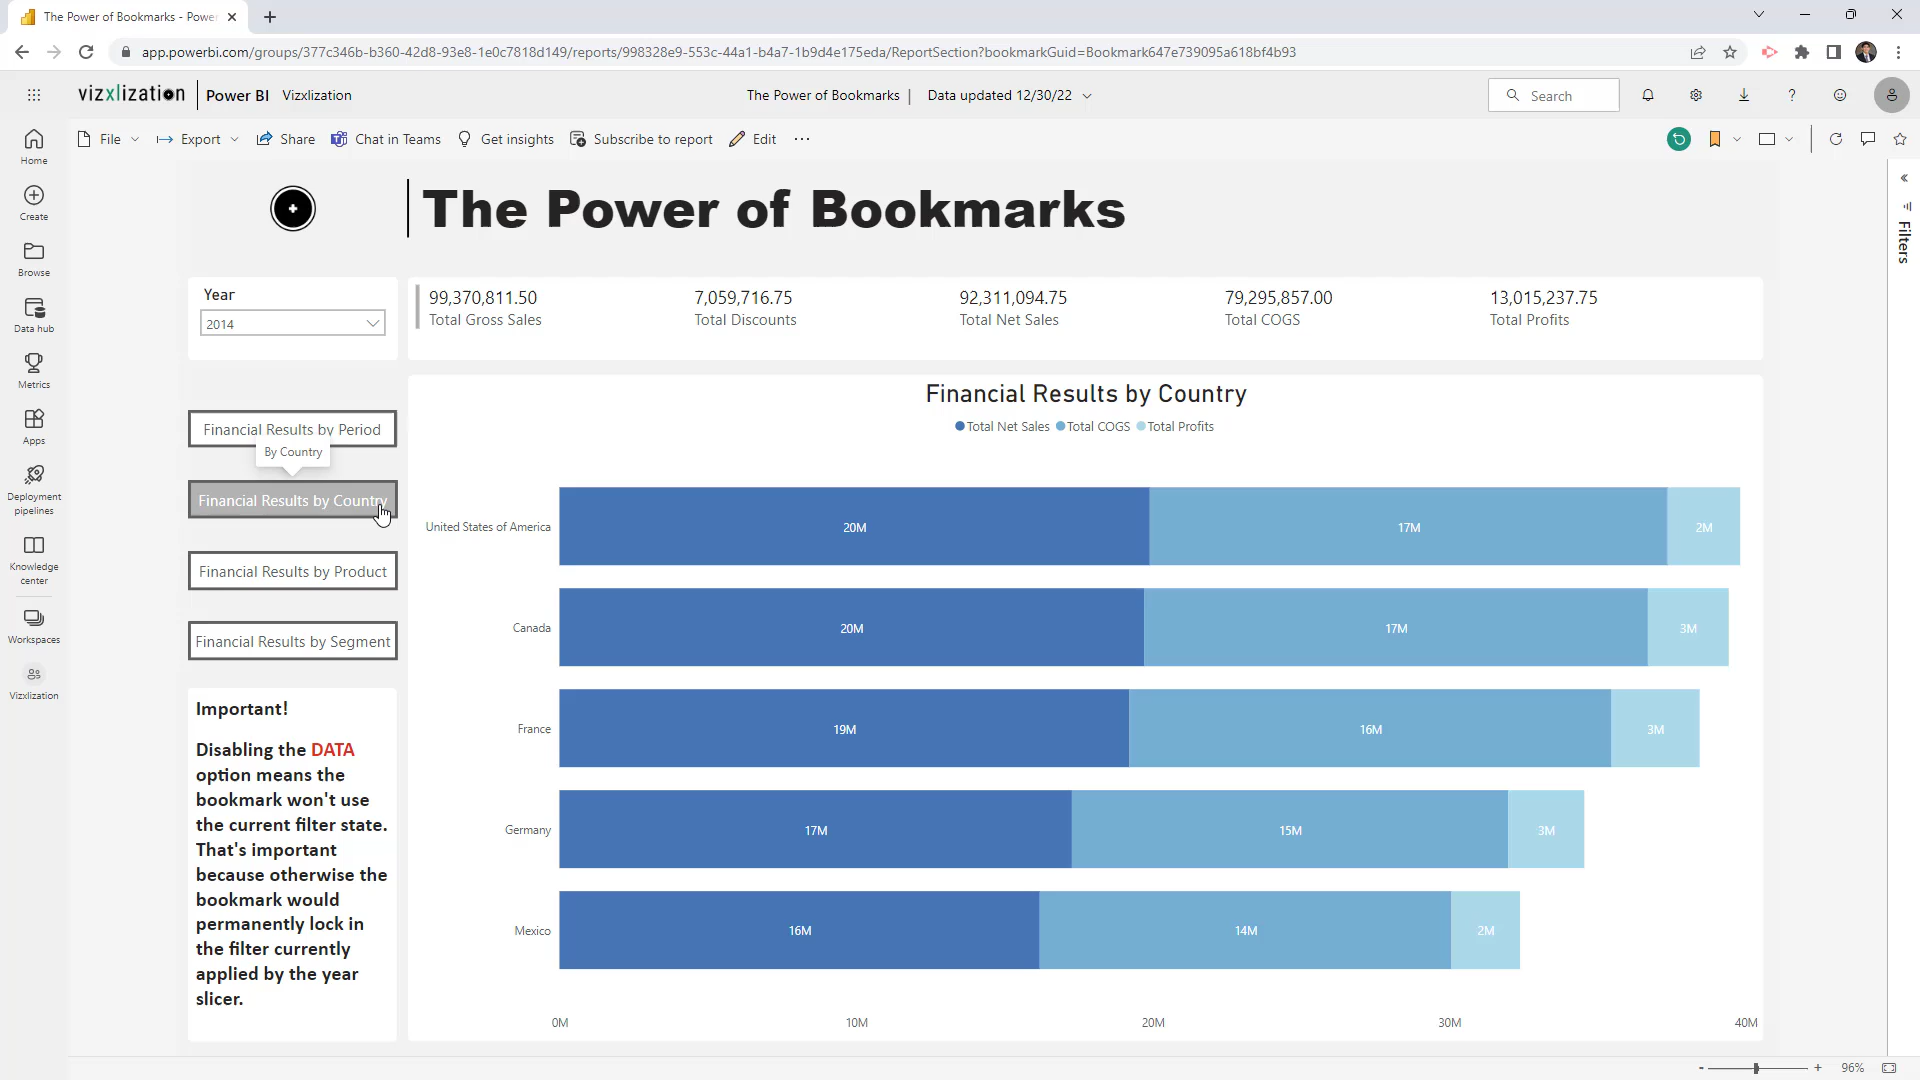 The Power of Bookmarks - Power
app.powerbi.com/groups/377c346b-b360-42d8-93e8-1e0c7818d149/reports/998328e9-553c-44a1-b4a7-1b9d4e175eda/ReportSection?bookmarkGuid=Bookmark647e739095a618bf4b93
vizxlization Power BI Vizxlization The Power of Bookmarks | Data updated 12/30/22 Search
File Export Share Chat in Teams Get insights Subscribe to report Edit ...
Home
Create
Browse
Data hub
Metrics
Apps
Deployment
pipelines
Knowledge
center
Workspaces
Vizxlization
The Power of Bookmarks
Filters
Year
2014
99,370,811.50 7,059,716.75 92,311,094.75 79,295,857.00 13,015,237.75
Total Gross Sales Total Discounts Total Net Sales Total COGS Total Profits
Financial Results by Period
By Country
Financial Results by Country
Financial Results by Product
Financial Results by Segment
Important!
Disabling the DATA
option means the
bookmark won't use
the current filter state.
That's important
because otherwise the
bookmark would
permanently lock in
the filter currently
applied by the year
slicer.
Financial Results by Country
Total Net Sales Total COGS Total Profits
United States of America 20M 17M 2M
Canada 20M 17M 3M
France 19M 16M 3M
Germany 17M 15M 3M
Mexico 16M 14M 2M
0M 10M 20M 30M 40M
- + 96%